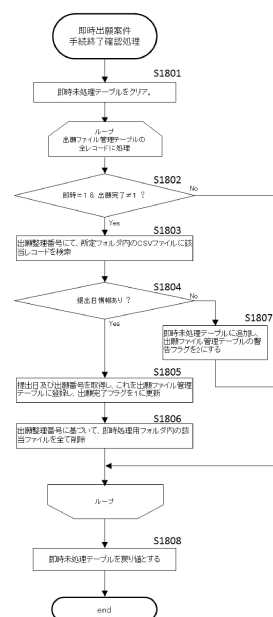 即時出願案件
手続終了確認処理
S1801
即時未処理テーブルをクリア。
ループ
出願ファイル管理テーブルの
全レコードに処理
S1802
即時=1 & 出願完了≠1 ?
No
Yes
S1803
出願整理番号にて、所定フォルダ内のCSVファイルに該
当レコードを検索
S1804
提出日情報あり ?
No
Yes
S1807
即時未処理テーブルに追加し、
出願ファイル管理テーブルの警
告フラグを2にする
S1805
提出日及び出願番号を取得し、これを出願ファイル管理
テーブルに登録し、出願完了フラグを1に更新
S1806
出願整理番号に基づいて、即時処理用フォルダ内の該
当ファイルを全て削除
ループ
S1808
即時未処理テーブルを戻り値とする
end